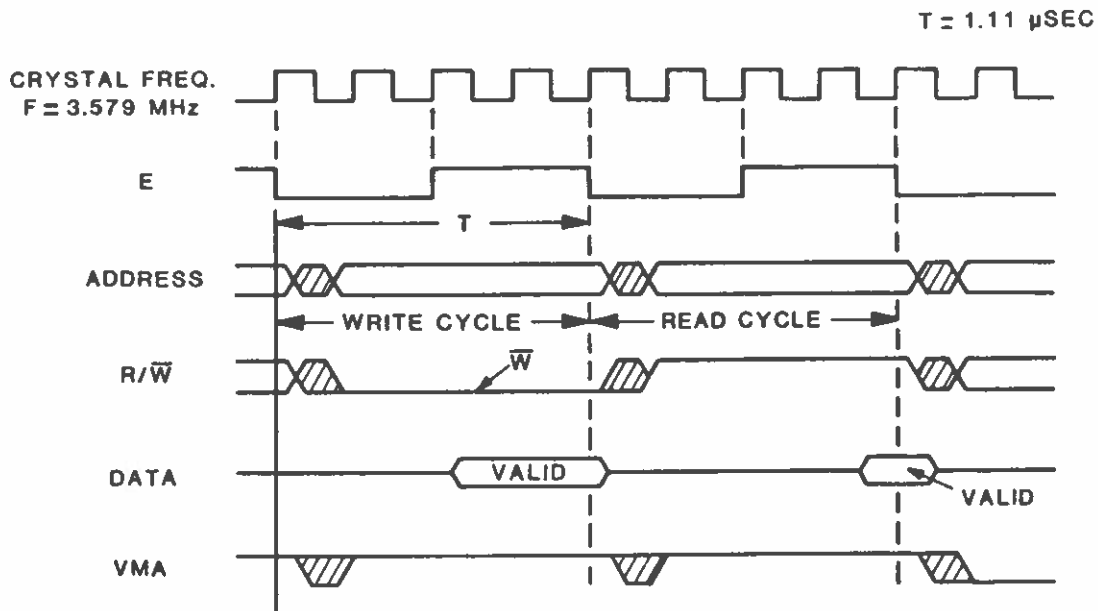 T = 1.11 µSEC
CRYSTAL FREQ.
F = 3.579 MHz
E
T
ADDRESS
WRITE CYCLE
READ CYCLE
R/W̅
W̅
DATA
VALID
VALID
VMA